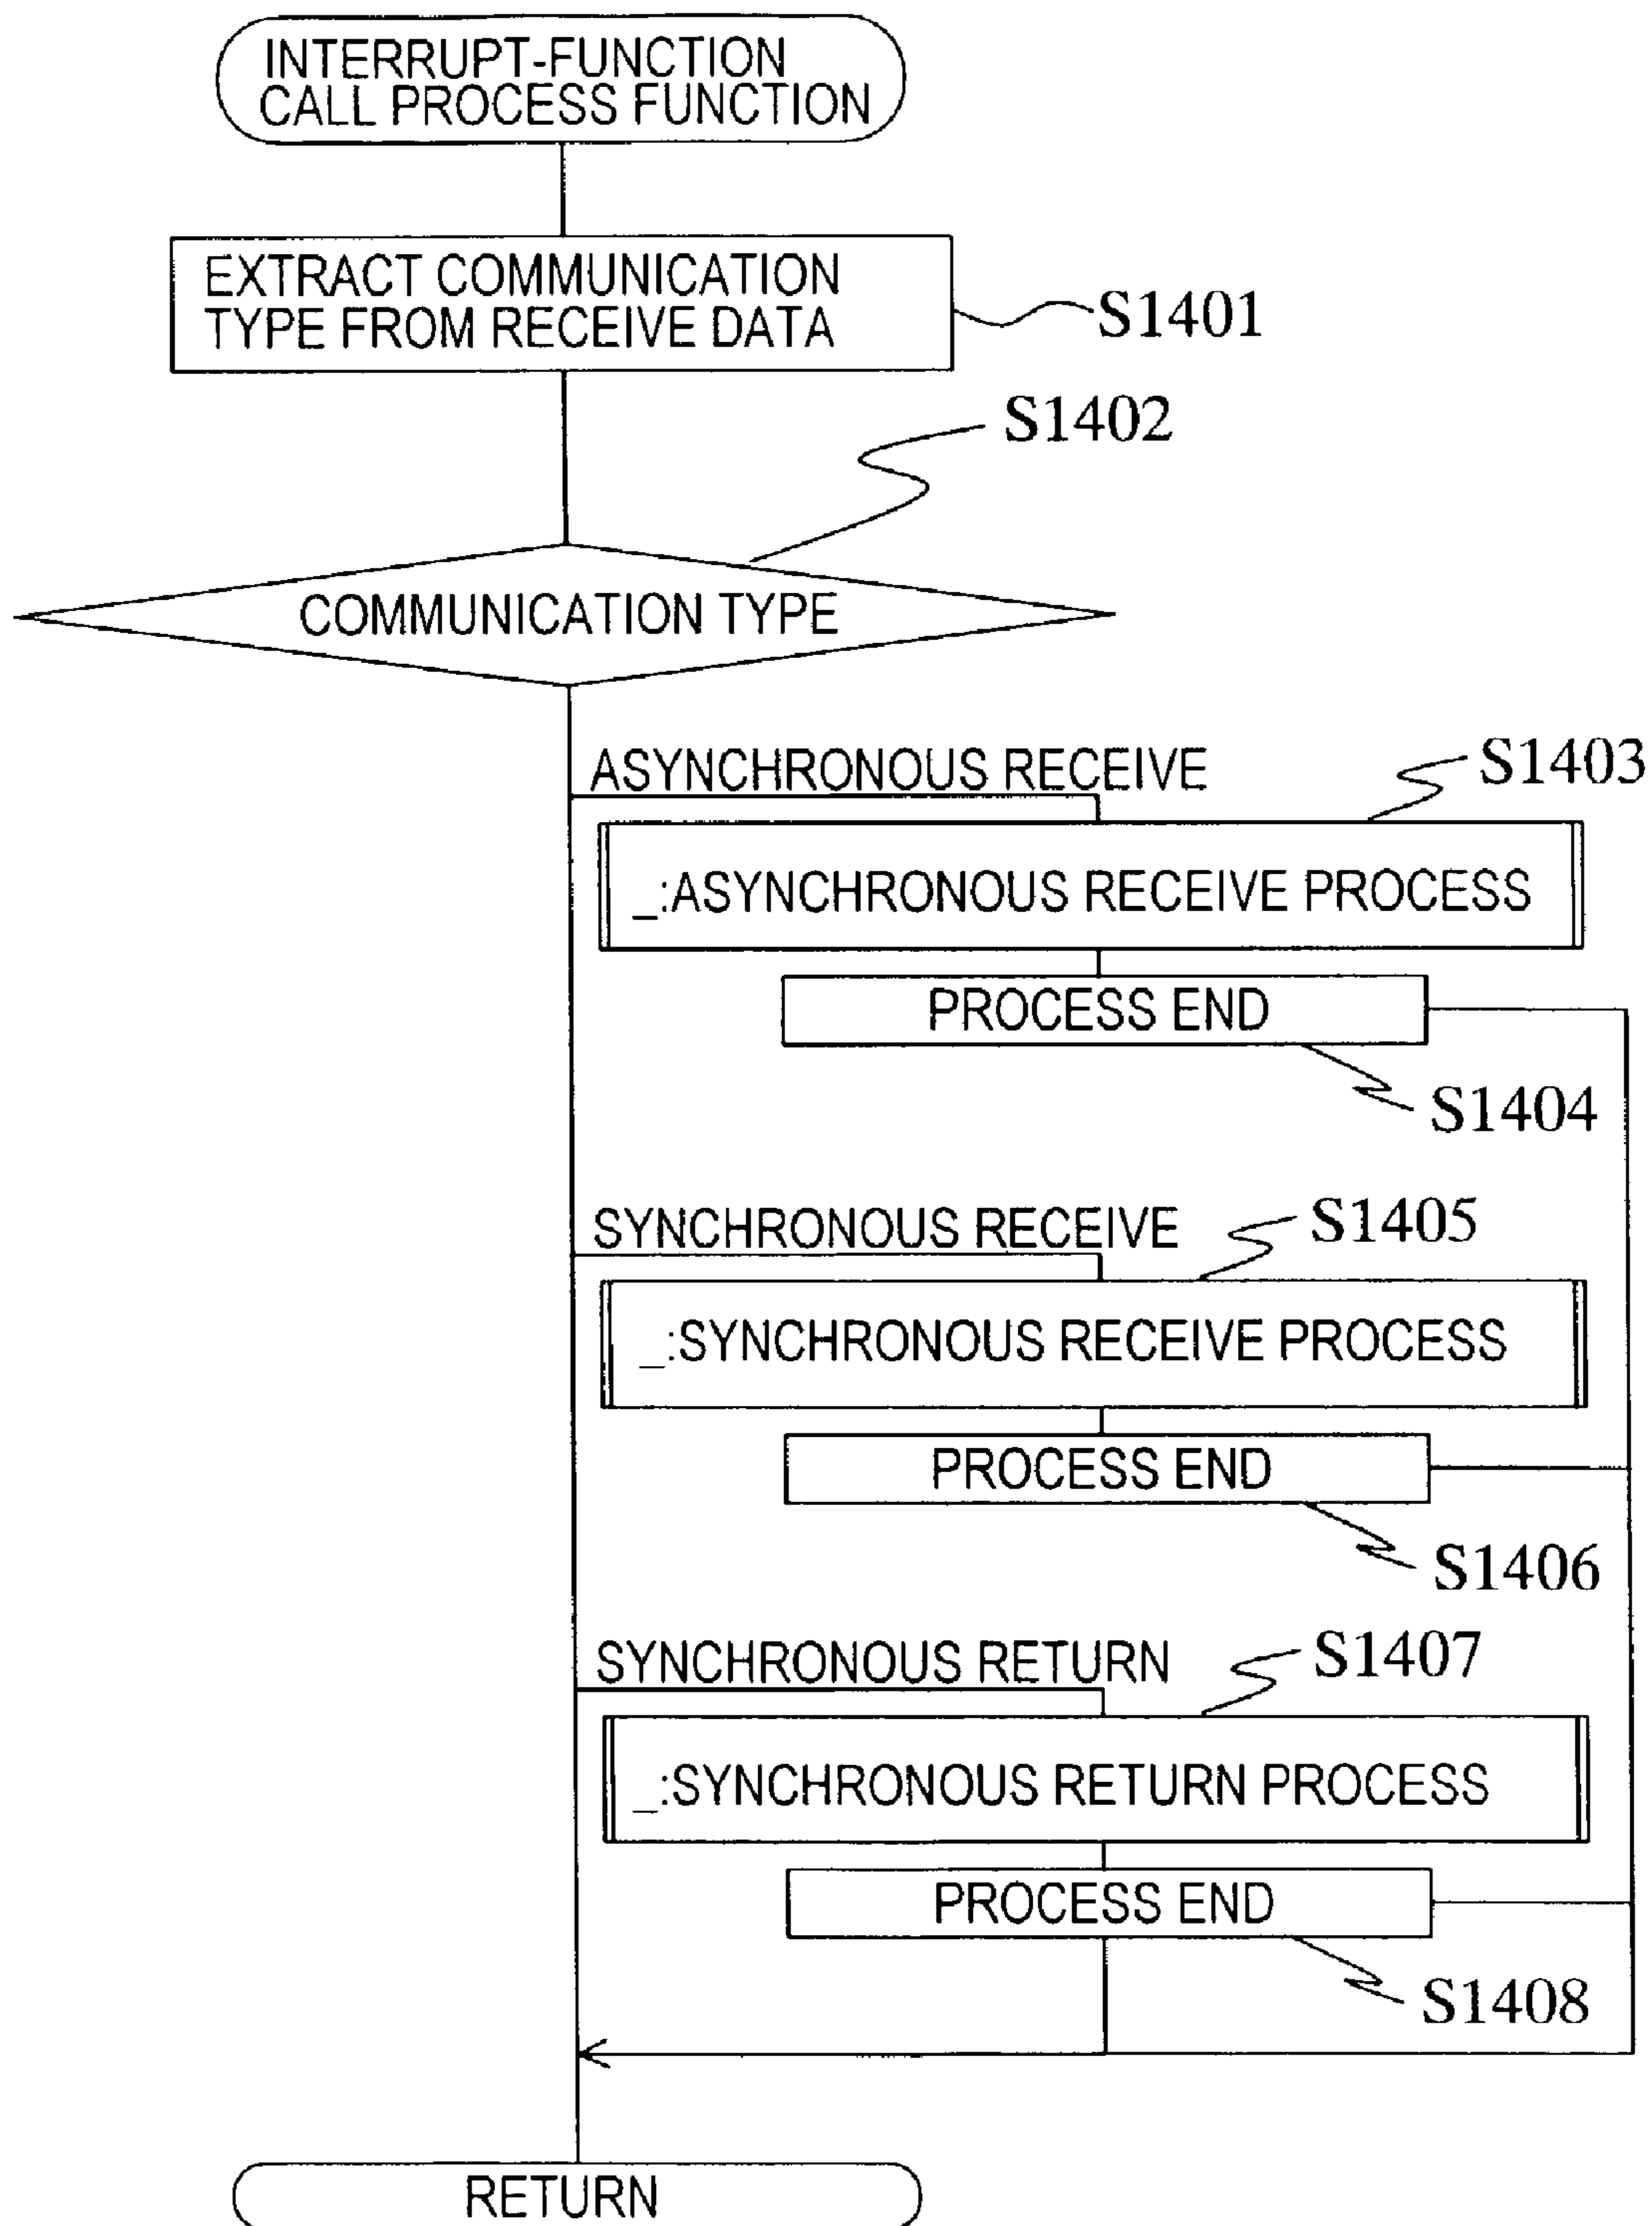 INTERRUPT-FUNCTION
CALL PROCESS FUNCTION
EXTRACT COMMUNICATION
TYPE FROM RECEIVE DATA
S1401
S1402
COMMUNICATION TYPE
ASYNCHRONOUS RECEIVE
S1403
_:ASYNCHRONOUS RECEIVE PROCESS
PROCESS END
S1404
SYNCHRONOUS RECEIVE
S1405
_:SYNCHRONOUS RECEIVE PROCESS
PROCESS END
S1406
SYNCHRONOUS RETURN
S1407
_:SYNCHRONOUS RETURN PROCESS
PROCESS END
S1408
RETURN